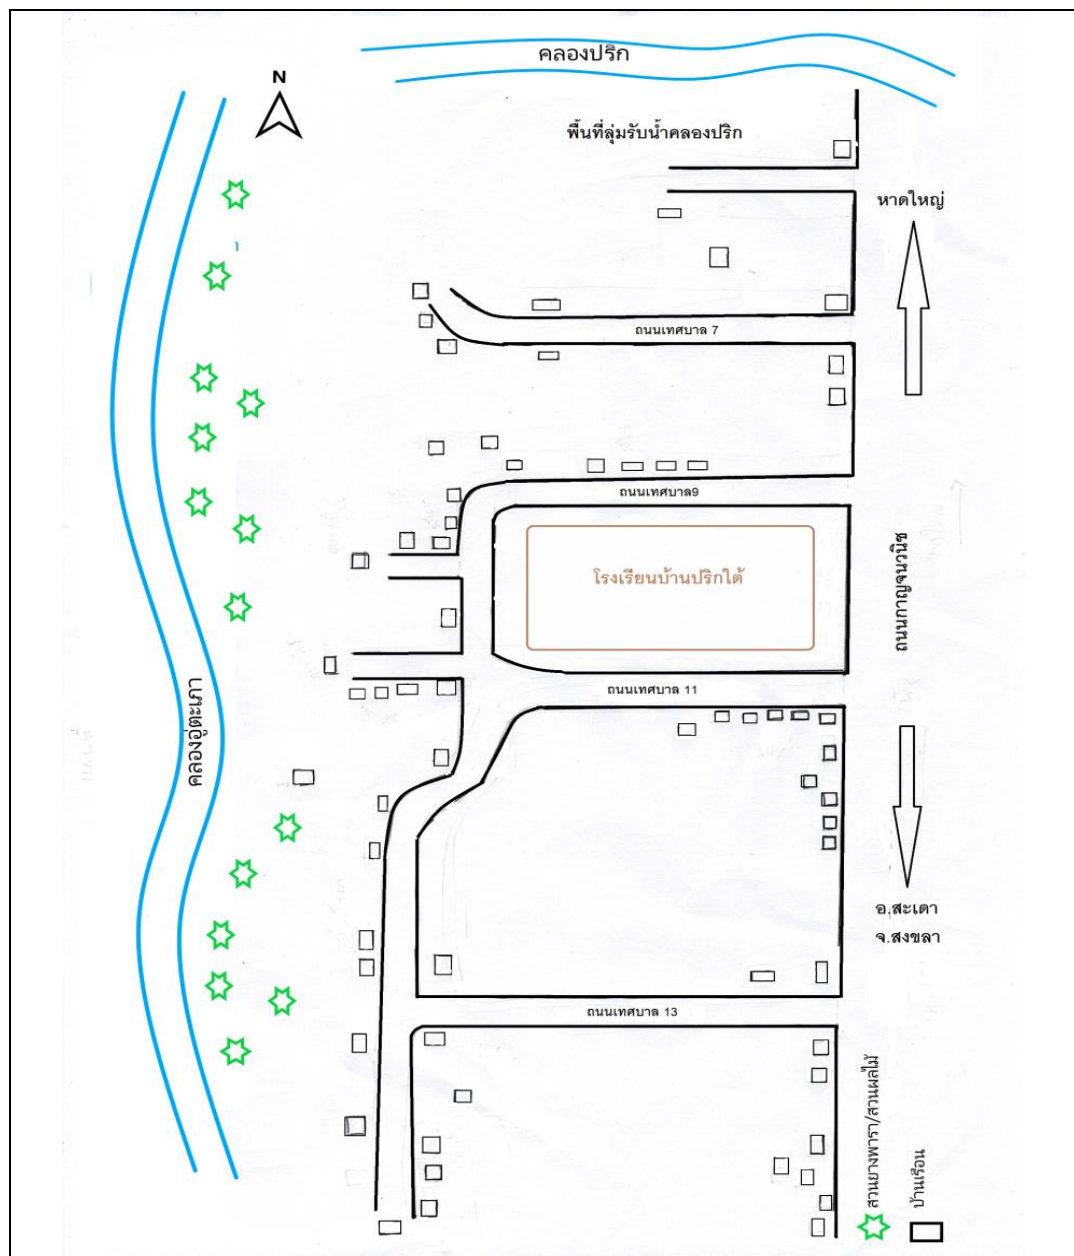 คลองปริก
N
พื้นที่ลุ่มรับน้ำคลองปริก
หาดใหญ่
ถนนเทศบาล 7
ถนนเทศบาล9
โรงเรียนบ้านปริกใต้
ถนนกาญจนวนิช
ถนนเทศบาล 11
คลองอู่ตะเภา
อ.สะเดา
จ.สงขลา
ถนนเทศบาล 13
สวนยางพารา/สวนผลไม้
บ้านเรือน